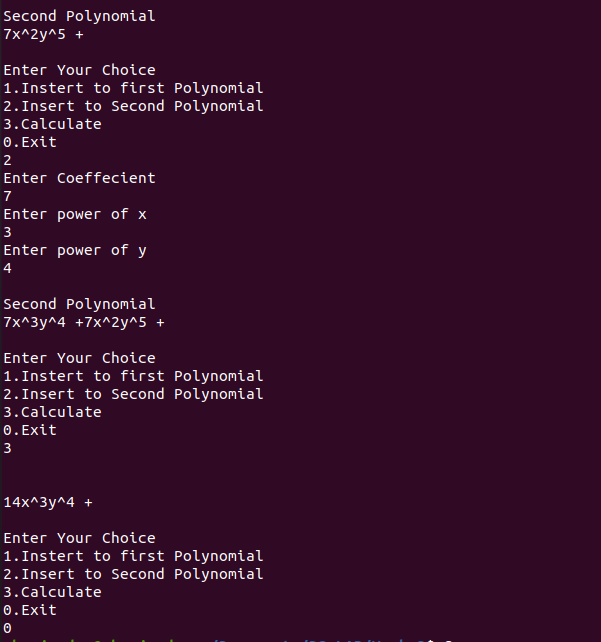 Second Polynomial
7x^2y^5 +
Enter Your Choice
1.Instert to first Polynomial
2.Insert to Second Polynomial
3.Calculate
0.Exit
2
Enter Coeffecient
7
Enter power of x
3
Enter power of y
4
Second Polynomial
7x^3y^4 +7x^2y^5 +
Enter Your Choice
1.Instert to first Polynomial
2.Insert to Second Polynomial
3.Calculate
0.Exit
3
14x^3y^4 +
Enter Your Choice
1.Instert to first Polynomial
2.Insert to Second Polynomial
3.Calculate
0.Exit
0